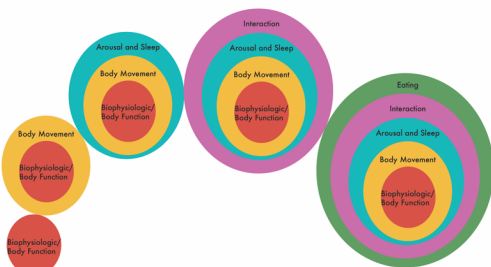 Biophysiologic/
Body Function
Body Movement
Biophysiologic/
Body Function
Arousal and Sleep
Body Movement
Biophysiologic/
Body Function
Interaction
Arousal and Sleep
Body Movement
Biophysiologic/
Body Function
Eating
Interaction
Arousal and Sleep
Body Movement
Biophysiologic/
Body Function